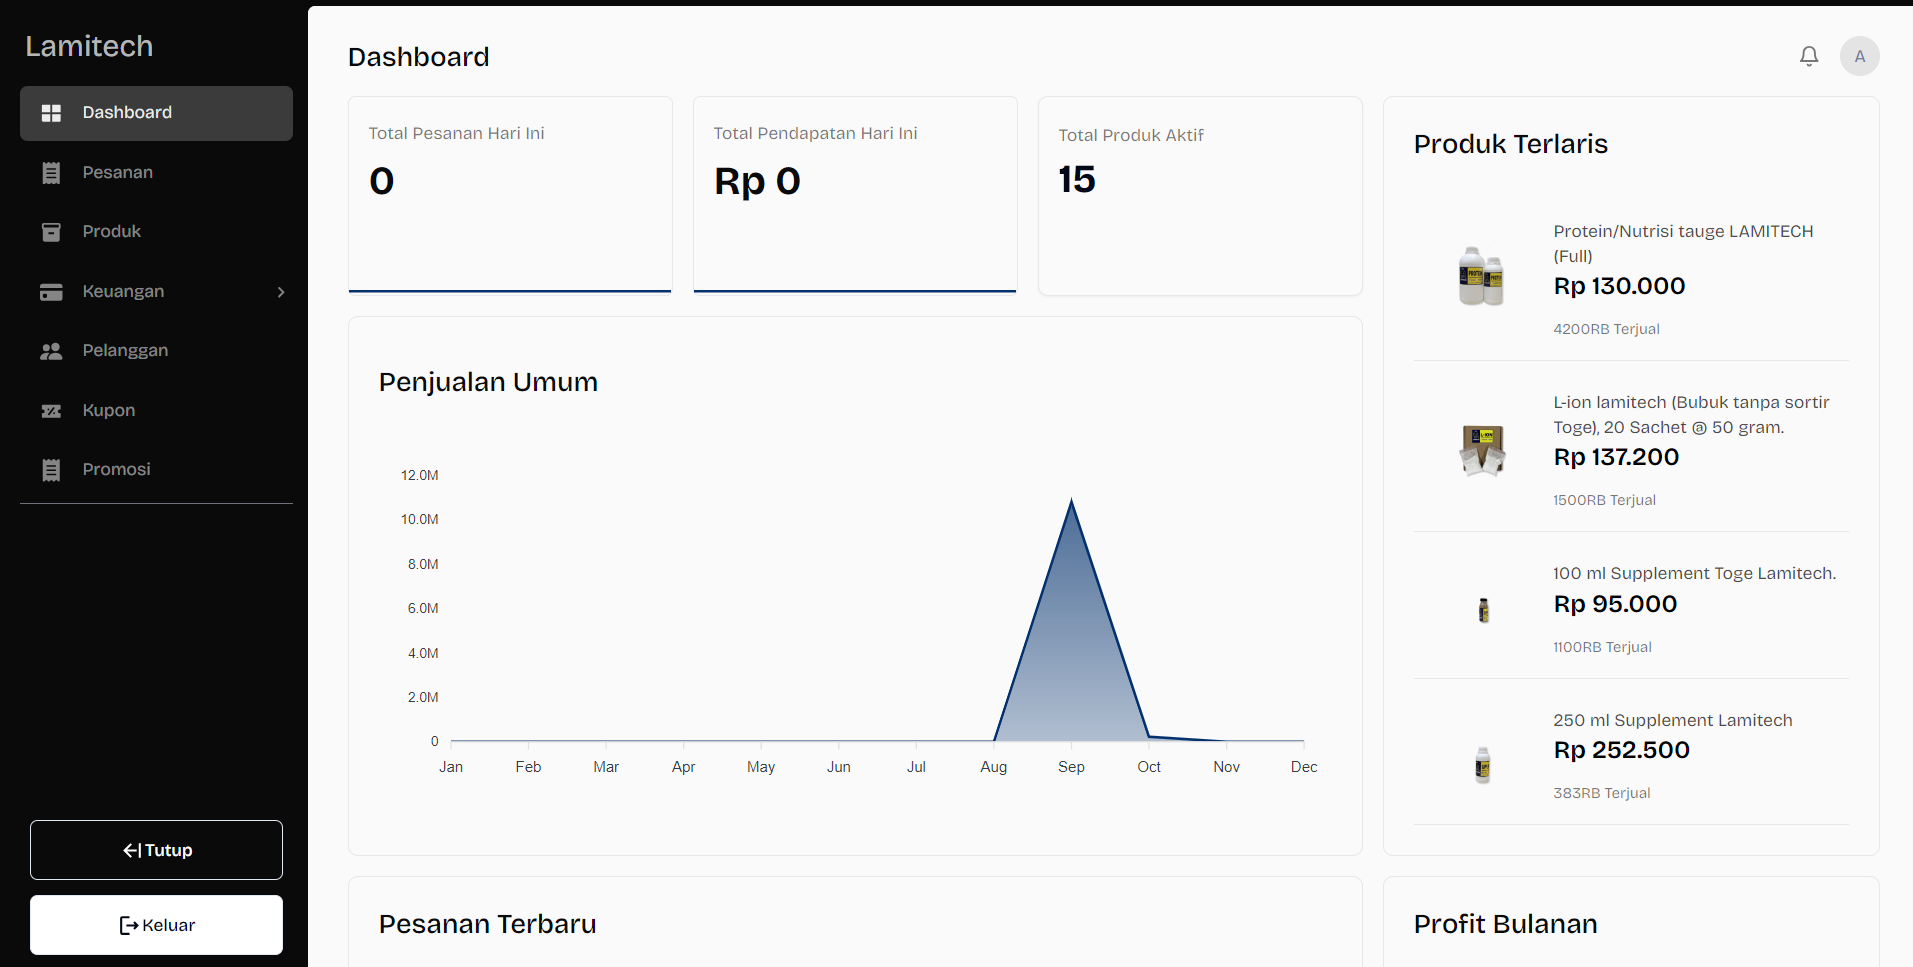 Lamitech
Dashboard
Pesanan
Produk
Keuangan
Pelanggan
Kupon
Promosi
Tutup
Keluar
Dashboard
A
Total Pesanan Hari Ini
0
Total Pendapatan Hari Ini
Rp 0
Total Produk Aktif
15
Penjualan Umum
12.0M
10.0M
8.0M
6.0M
4.0M
2.0M
0
Jan Feb Mar Apr May Jun Jul Aug Sep Oct Nov Dec
Produk Terlaris
Protein/Nutrisi tauge LAMITECH
(Full)
Rp 130.000
4200RB Terjual
L-ion lamitech (Bubuk tanpa sortir
Toge), 20 Sachet @ 50 gram.
Rp 137.200
1500RB Terjual
100 ml Supplement Toge Lamitech.
Rp 95.000
1100RB Terjual
250 ml Supplement Lamitech
Rp 252.500
383RB Terjual
Pesanan Terbaru
Profit Bulanan